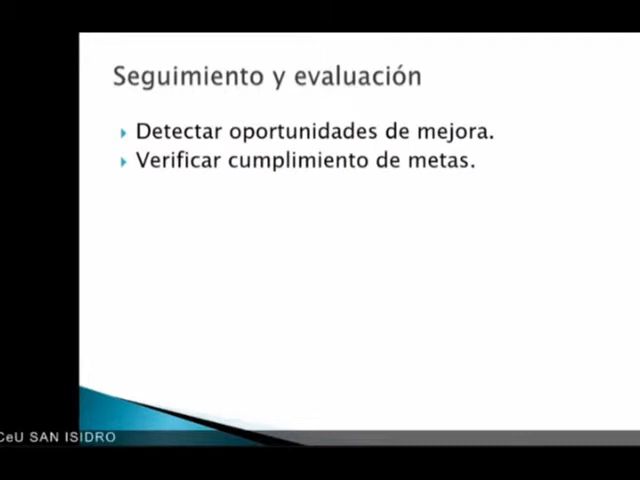 Seguimiento y evaluación
Detectar oportunidades de mejora.
Verificar cumplimiento de metas.
CeU SAN ISIDRO